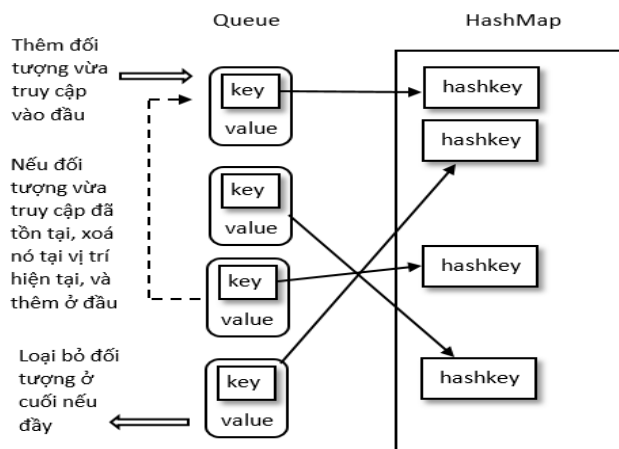 Queue
HashMap
Thêm đối
tượng vừa
truy cập
vào đầu
Nếu đối
tượng vừa
truy cập đã
tồn tại, xoá
nó tại vị trí
hiện tại, và
thêm ở đầu
Loại bỏ đối
tượng ở
cuối nếu
đầy
key
value
key
value
key
value
key
value
hashkey
hashkey
hashkey
hashkey